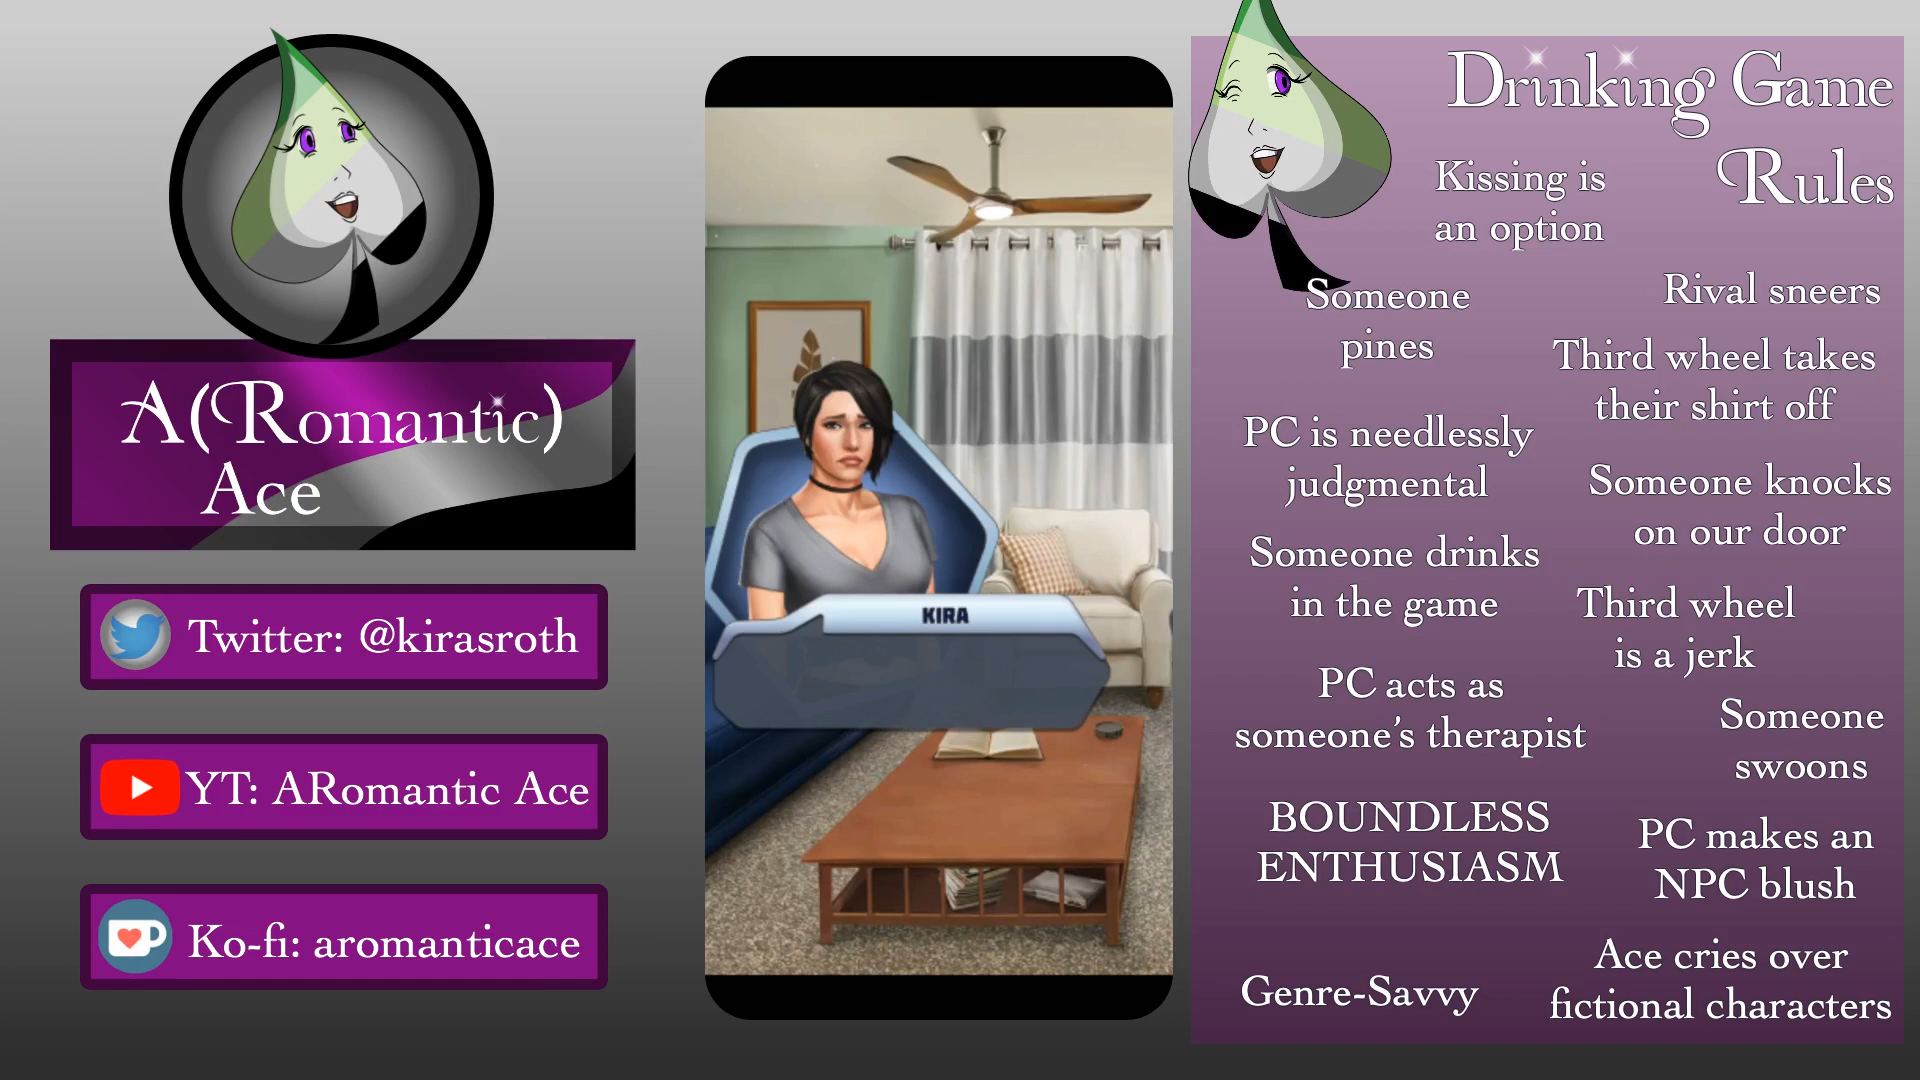 A(Romantic)
Ace
Twitter: @kirasroth
YT: ARomantic Ace
Ko-fi: aromanticace
KIRA
Drinking Game
Rules
Kissing is
an option
Rival sneers
Someone
pines
Third wheel takes
their shirt off
PC is needlessly
judgmental
Someone knocks
on our door
Someone drinks
in the game
Third wheel
is a jerk
PC acts as
someone's therapist
Someone
swoons
BOUNDLESS
ENTHUSIASM
PC makes an
NPC blush
Genre-Savvy
Ace cries over
fictional characters